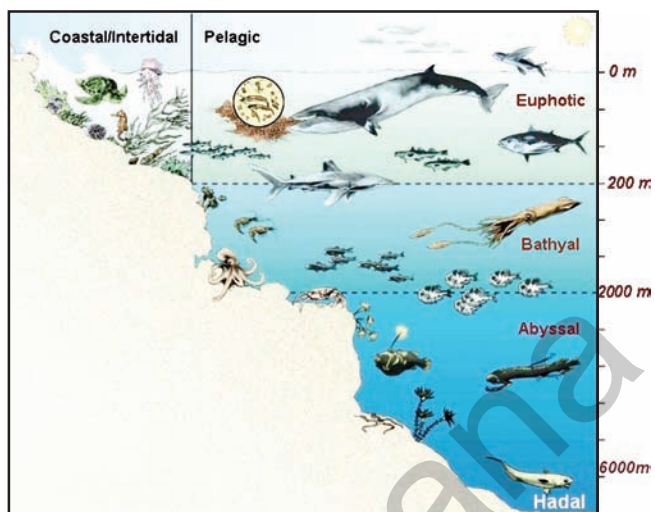 Coastal/Intertidal
Pelagic
0 m
Euphotic
200 m
Bathyal
2000 m
Abyssal
6000m
Hadal